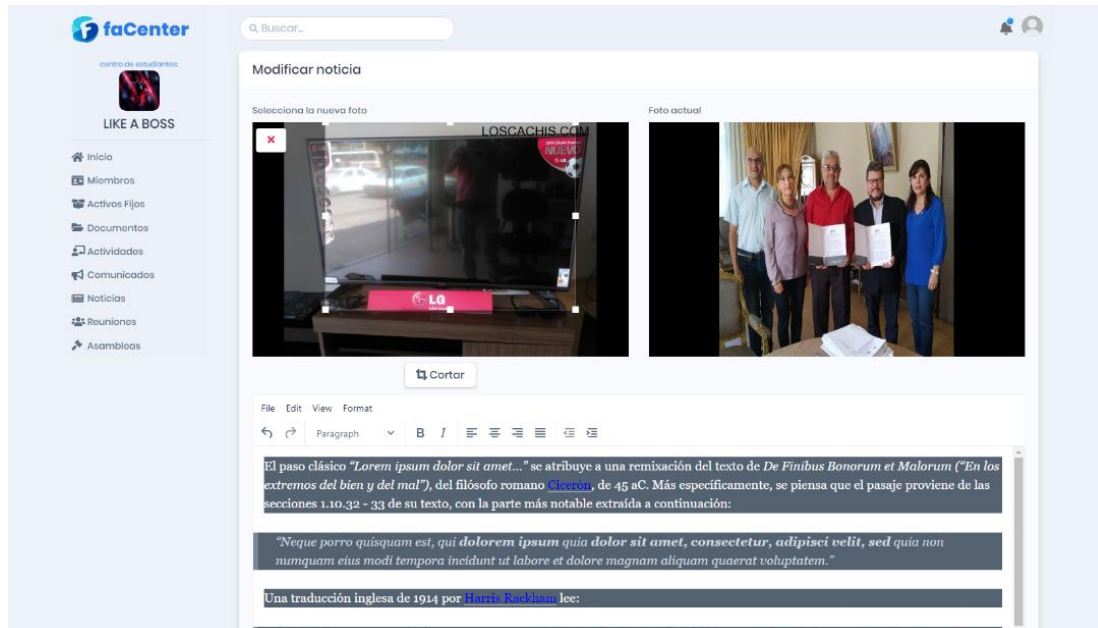 faCenter
Buscar...
centro de estudiantes
LIKE A BOSS
Inicio
Miembros
Activos Fijos
Documentos
Actividades
Comunicados
Noticias
Reuniones
Asambleas
Modificar noticia
Selecciona la nueva foto
Foto actual
LOSCACHIS.COM
NUEVO
LG
Cortar
File Edit View Format
Paragraph B I
El paso clásico “Lorem ipsum dolor sit amet...” se atribuye a una remixación del texto de De Finibus Bonorum et Malorum (“En los
extremos del bien y del mal”), del filósofo romano Cicerón, de 45 aC. Más específicamente, se piensa que el pasaje proviene de las
secciones 1.10.32 - 33 de su texto, con la parte más notable extraída a continuación:
“Neque porro quisquam est, qui dolorem ipsum quia dolor sit amet, consectetur, adipisci velit, sed quia non
numquam eius modi tempora incidunt ut labore et dolore magnam aliquam quaerat voluptatem.”
Una traducción inglesa de 1914 por Harris Rackham lee: